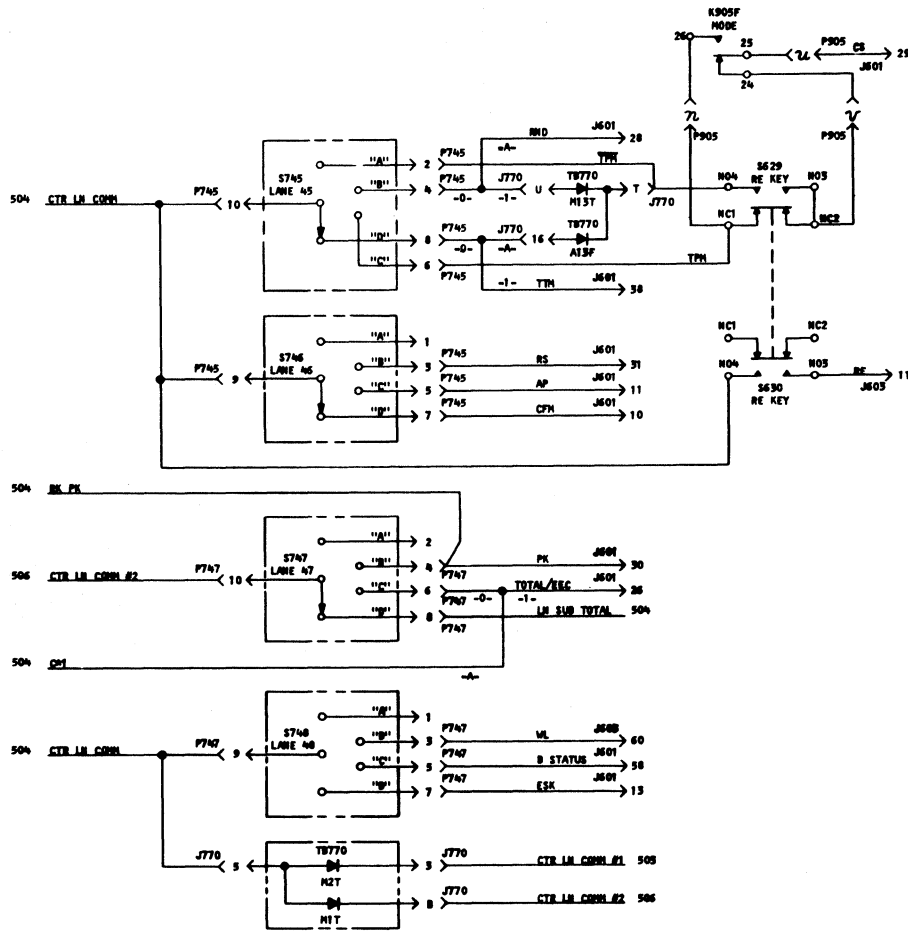 K905F
MODE
26
25
P905
CS
29
24
J601
P905
P905
RND
J601
28
-A-
P745
TPM
S629
RE KEY
"A"
2
P745
J770
TB770
T
J770
NO4
NO3
S745
LANE 45
"B"
4
-0-
-1-
U
M13T
504
CTR LN COMM
P745
10
NC1
NC2
P745
J770
TB770
"D"
8
-0-
-A-
16
A13F
"C"
6
P745
TPM
-1-
TTM
J601
38
"A"
1
NC1
NC2
S746
LANE 46
"B"
3
P745
RS
J601
31
P745
9
NO4
NO3
J603
11
"C"
5
P745
AP
J601
11
S630
RE KEY
"D"
7
P745
CFM
J601
10
504
"A"
2
S747
LANE 47
"B"
4
P747
PK
J601
30
506
CTR LN COMM #2
P747
10
"C"
6
P747
-0-
TOTAL/EEC
-1-
J601
26
"D"
8
P747
LN SUB TOTAL
504
504
-A-
"A"
1
S748
LANE 48
"B"
3
P747
WL
60
504
CTR LN COMM
P747
9
"C"
5
P747
B STATUS
J601
58
"D"
7
P747
ESK
J601
13
J770
5
TB770
M2T
3
J770
CTR LN COMM #1
505
M1T
B
J770
CTR LN COMM #2
506